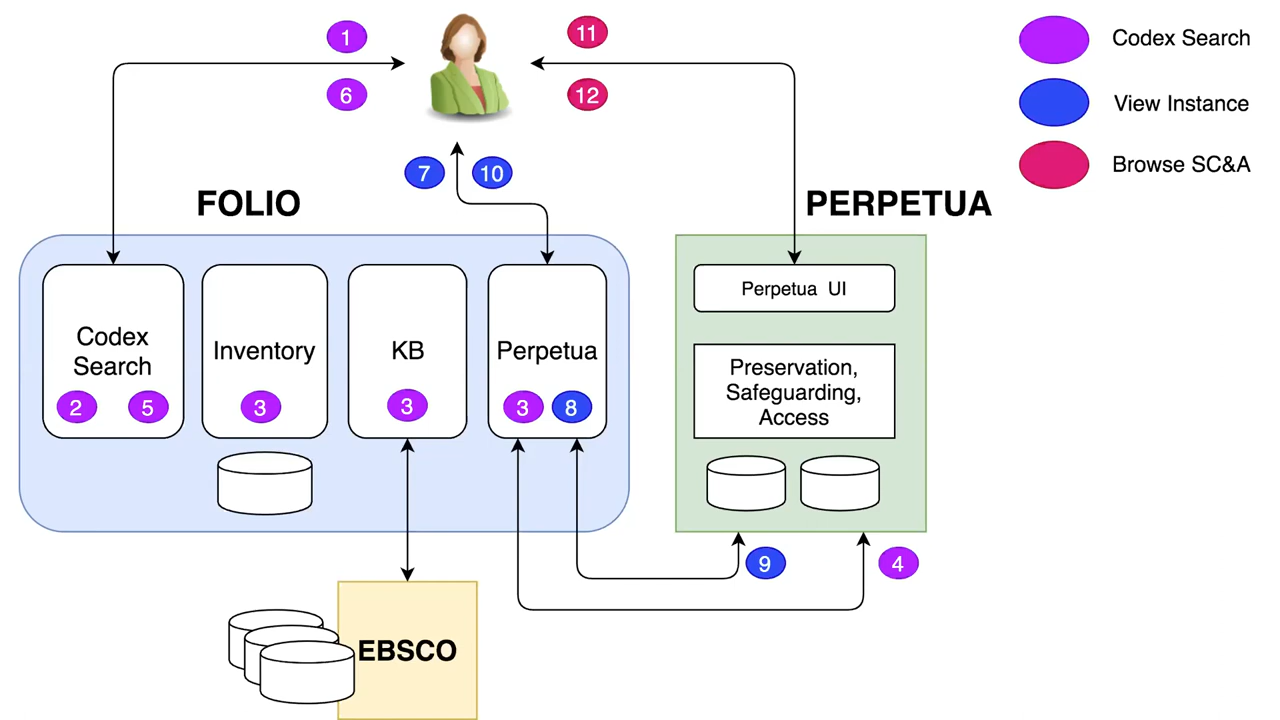 1
6
11
12
Codex Search
View Instance
Browse SC&A
7
10
FOLIO
PERPETUA
Codex
Search
2
5
Inventory
3
KB
3
Perpetua
3
8
Perpetua UI
Preservation,
Safeguarding,
Access
9
4
EBSCO